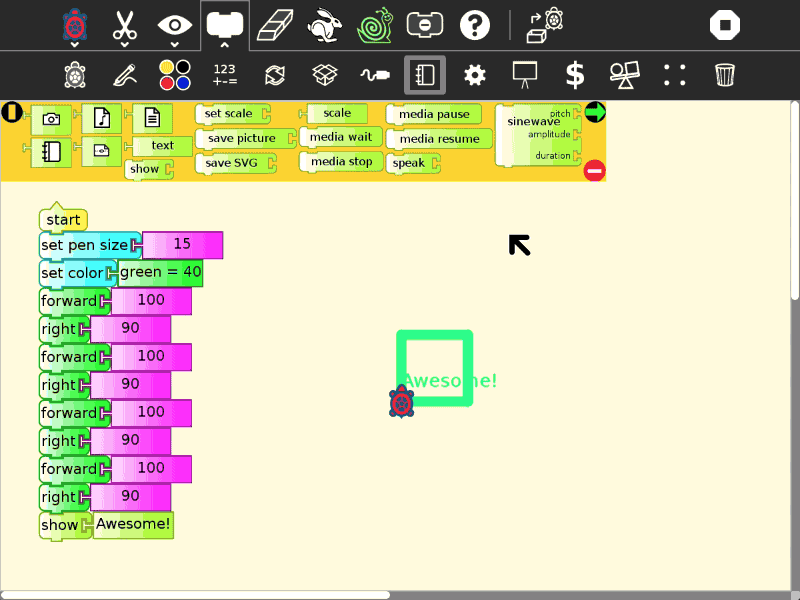 123
+-=
$
?
set scale
scale
media pause
sinewave
pitch
amplitude
duration
save picture
media wait
media resume
text
show
save SVG
media stop
speak
start
set pen size 15
set color green = 40
forward 100
right 90
forward 100
right 90
forward 100
right 90
forward 100
right 90
show Awesome!
Awesome!